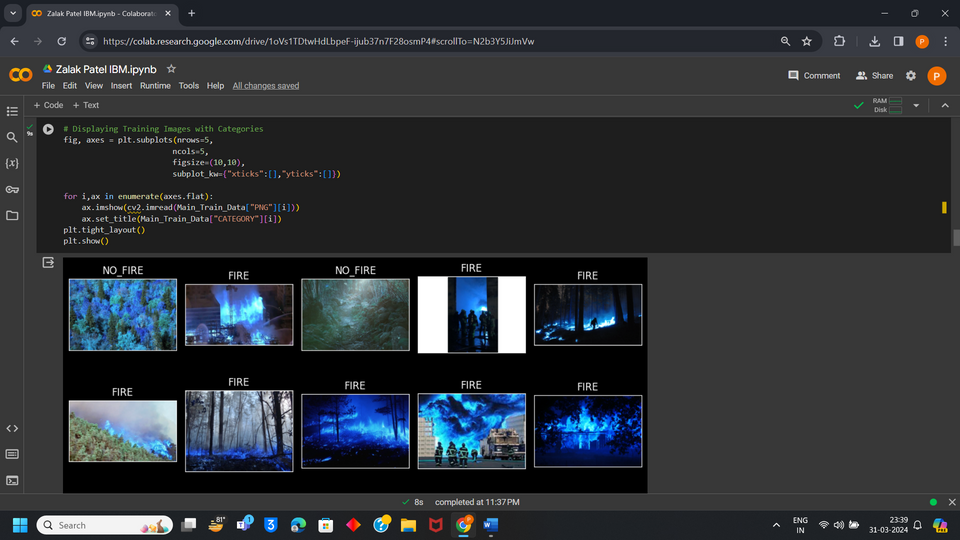 Zalak Patel IBM.ipynb - Colaborato
https://colab.research.google.com/drive/1oVs1TDtwHdLbpeF-ijub37n7F28osmP4#scrollTo=N2b3Y5JiJmVw
P
Zalak Patel IBM.ipynb
Comment
Share
P
File Edit View Insert Runtime Tools Help All changes saved
+ Code + Text
RAM
Disk
{x}
# Displaying Training Images with Categories
fig, axes = plt.subplots(nrows=5,
ncols=5,
figsize=(10,10),
subplot_kw={"xticks":[],"yticks":[]})
for i,ax in enumerate(axes.flat):
ax.imshow(cv2.imread(Main_Train_Data["PNG"][i]))
ax.set_title(Main_Train_Data["CATEGORY"][i])
plt.tight_layout()
plt.show()
NO_FIRE FIRE NO_FIRE FIRE FIRE
FIRE FIRE FIRE FIRE FIRE
8s completed at 11:37 PM
Search
81°
1
3
ENG
IN
23:39
31-03-2024